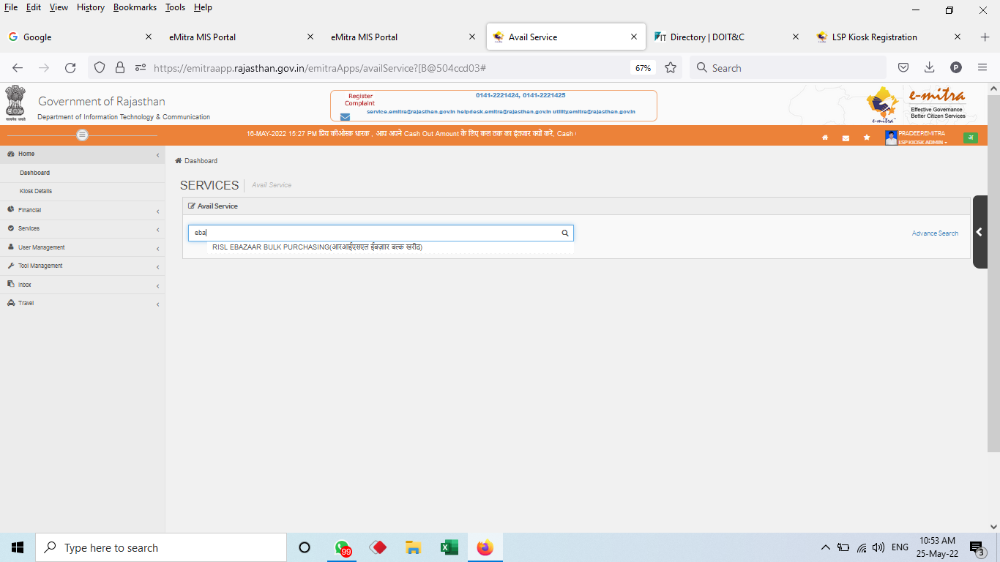 File Edit View History Bookmarks Tools Help
Google
eMitra MIS Portal
eMitra MIS Portal
Avail Service
Directory | DOIT&C
LSP Kiosk Registration
https://emitraapp.rajasthan.gov.in/emitraApps/availService?[B@504ccd03#
67%
Search
Government of Rajasthan
Department of Information Technology & Communication
Register Complaint
0141-2221424, 0141-2221425
service.emitra@rajasthan.gov.in helpdesk.emitra@rajasthan.gov.in utility.emitra@rajasthan.gov.in
e-mitra
e-mitra
Effective Governance
Better Citizen Services
16-MAY-2022 15:27 PM प्रिय कीओस्क धारक , आप अपने Cash Out Amount के लिए कल तक का इंतजार क्यों करे, Cash
PRADEEP.EMITRA
LSP KIOSK ADMIN
अ
Home
Dashboard
Kiosk Details
Financial
Services
User Management
Tool Management
Inbox
Travel
Dashboard
SERVICES
Avail Service
Avail Service
eba
Advance Search
RISL EBAZAAR BULK PURCHASING(आरआईएसएल ईबज़ाार बल्क खरीद)
Type here to search
99
ENG
10:53 AM
25-May-22
3